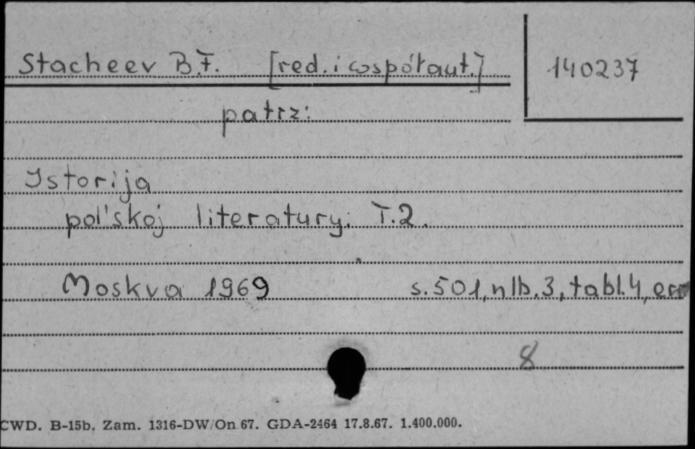 Stacheev B.F. [red. i współaut.] 140237
patrz:
Istorija
pol'skoj literatury. T.2.
Moskva 1969 s. 501, nlb. 3, tabl. 4, err
8
CWD. B-15b. Zam. 1316-DW/On 67. GDA-2464 17.8.67. 1.400.000.